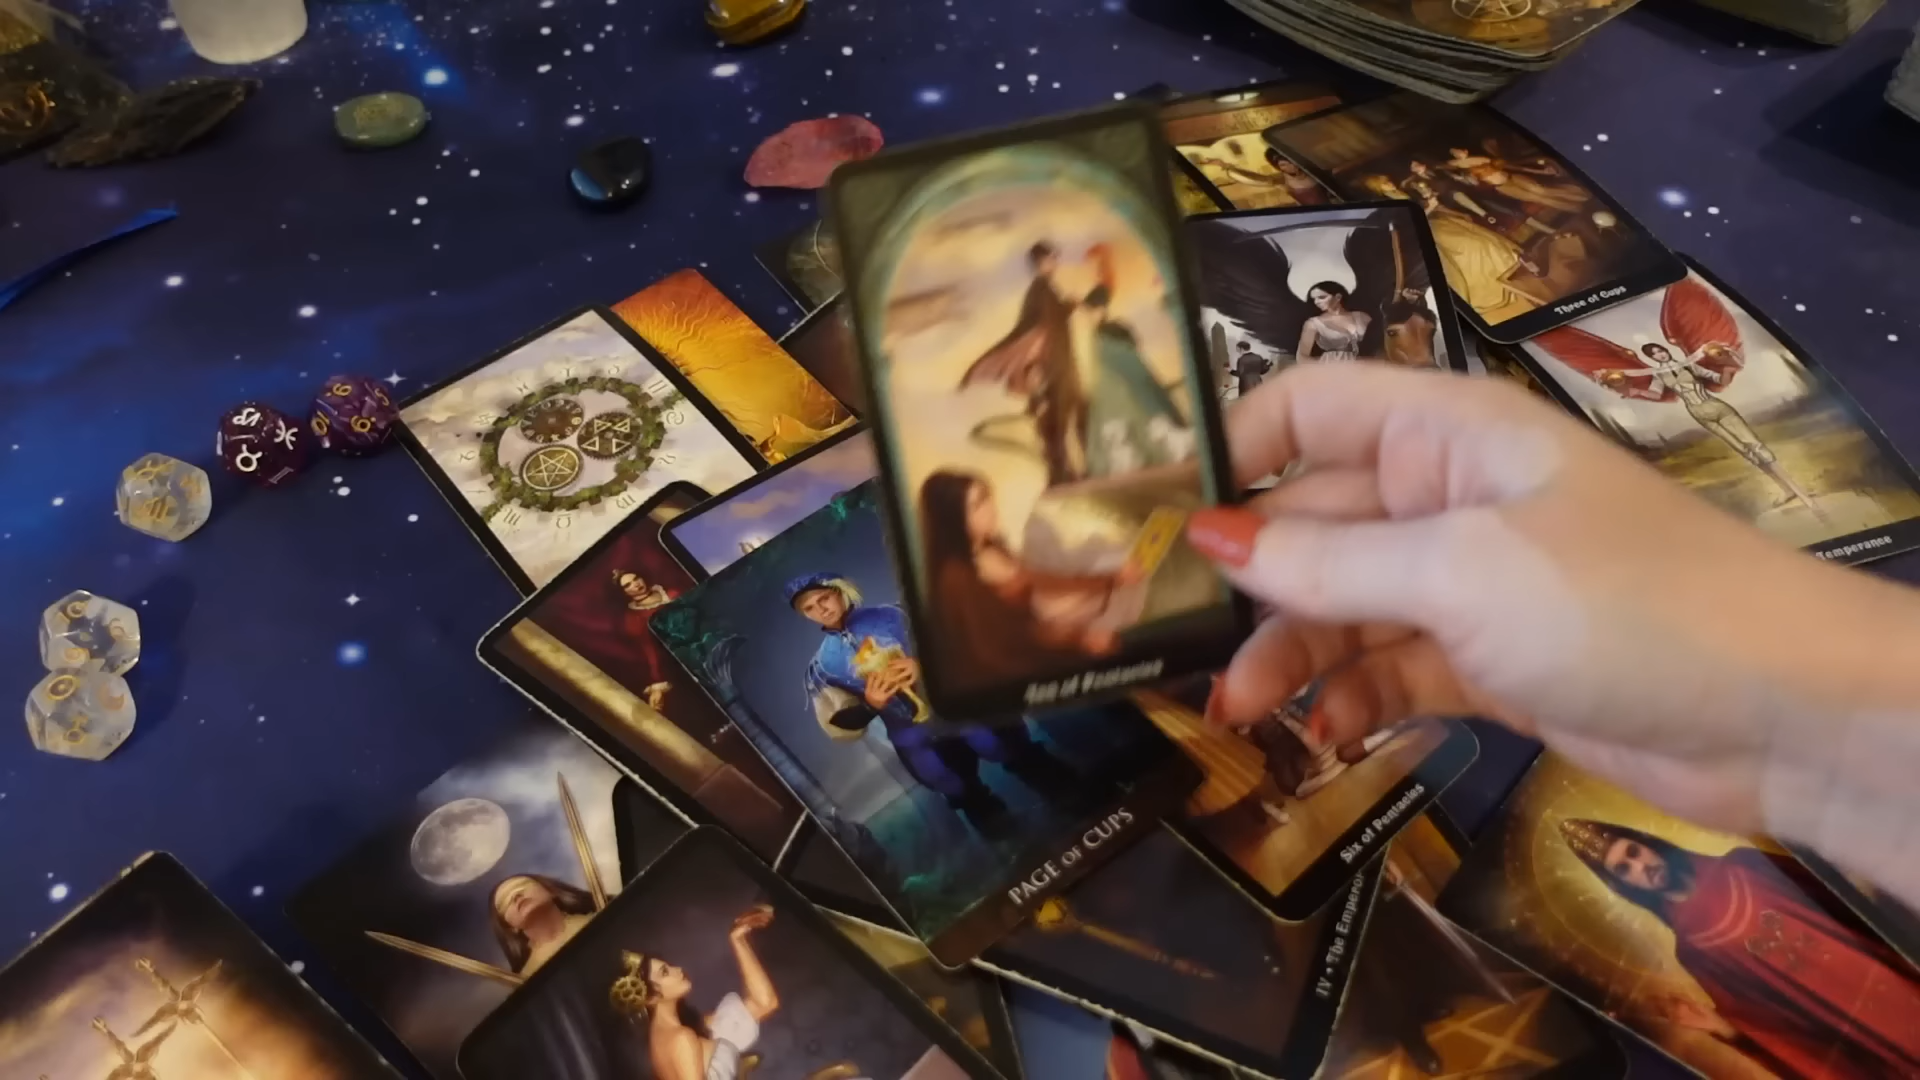 Three of Cups
Temperance
PAGE OF CUPS
Six of Pentacles
IV • The Emperor